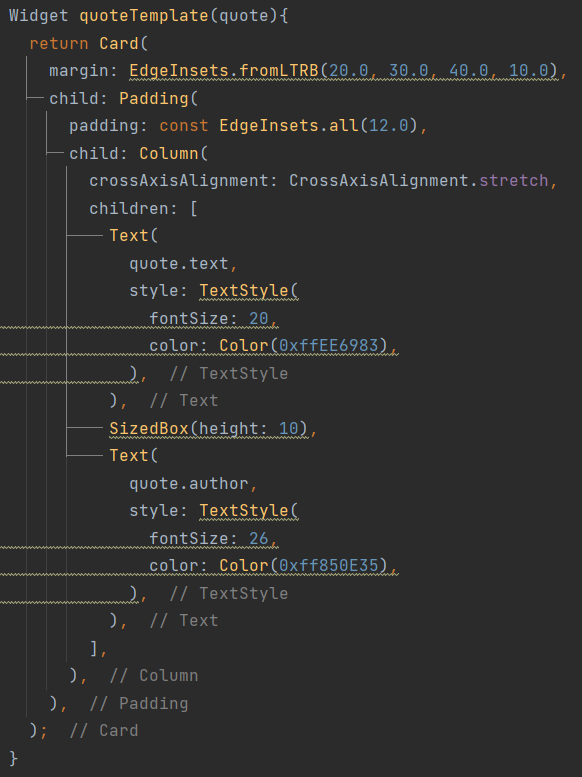 Widget quoteTemplate(quote){
  return Card(
    margin: EdgeInsets.fromLTRB(20.0, 30.0, 40.0, 10.0),
    child: Padding(
      padding: const EdgeInsets.all(12.0),
      child: Column(
        crossAxisAlignment: CrossAxisAlignment.stretch,
        children: [
          Text(
            quote.text,
            style: TextStyle(
              fontSize: 20,
              color: Color(0xffEE6983),
            ),  // TextStyle
          ),  // Text
          SizedBox(height: 10),
          Text(
            quote.author,
            style: TextStyle(
              fontSize: 26,
              color: Color(0xff850E35),
            ),  // TextStyle
          ),  // Text
        ],
      ),  // Column
    ),  // Padding
  );  // Card
}